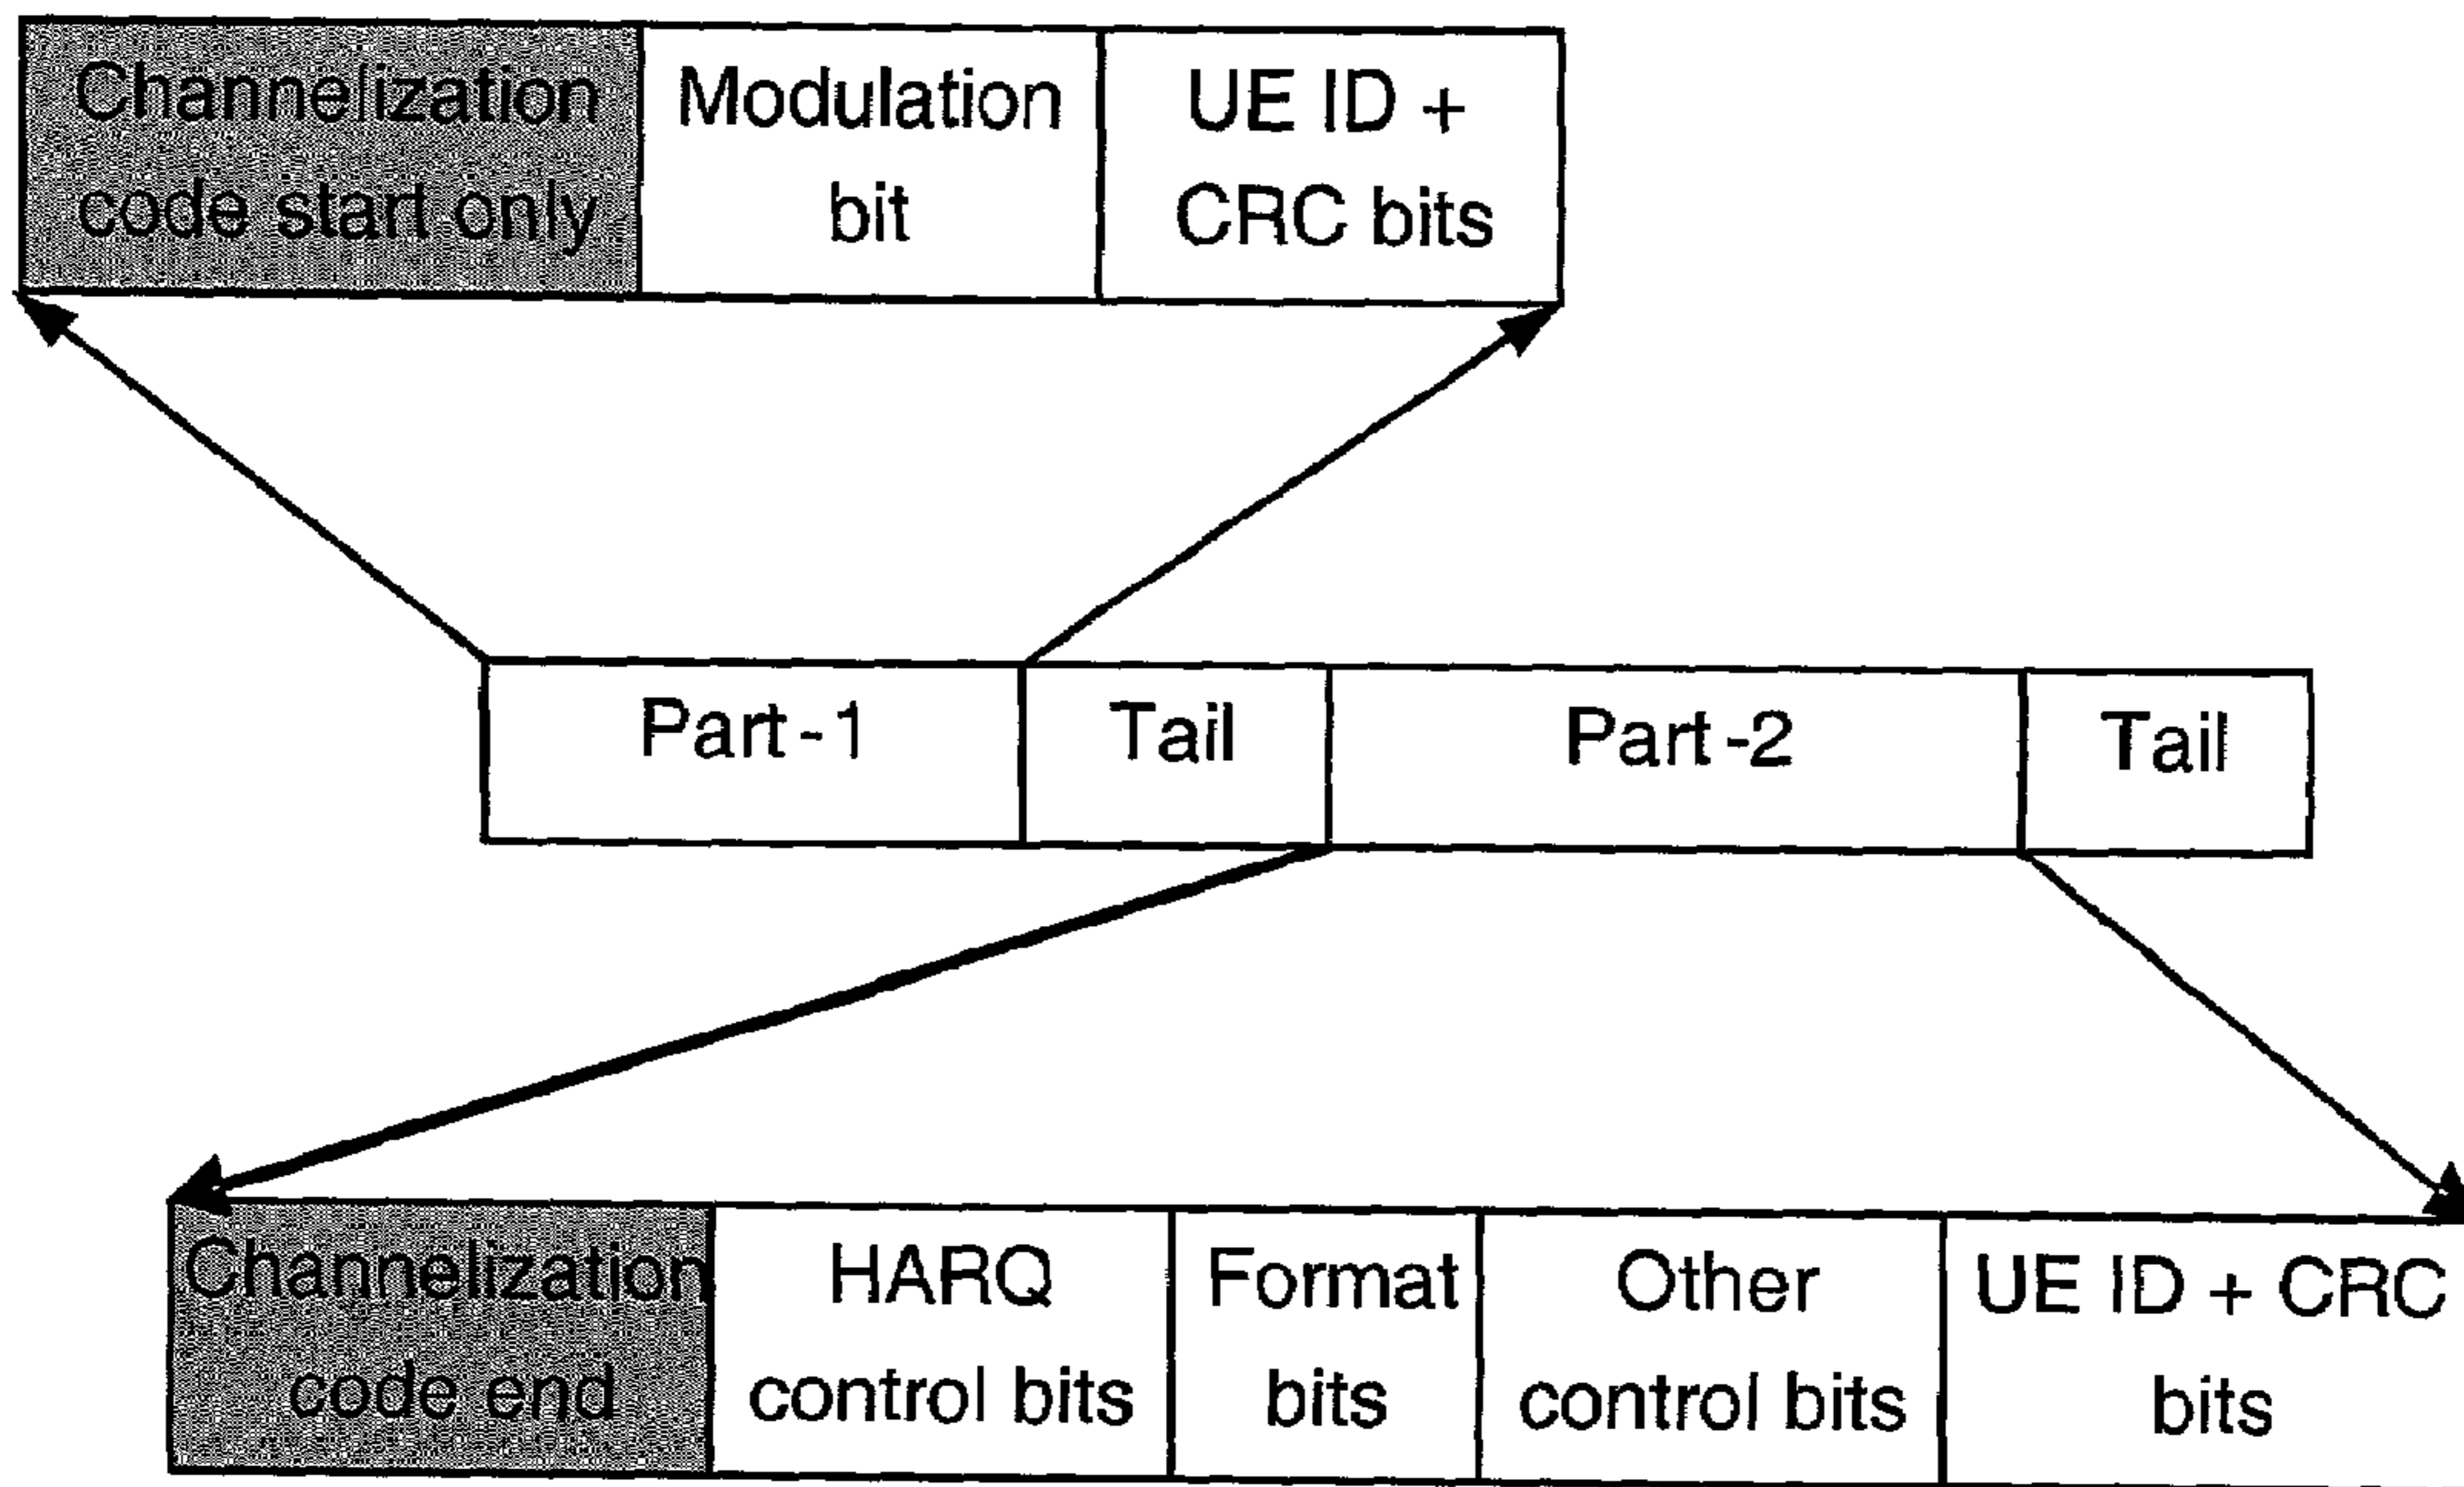 Channelization
code start only
Modulation
bit
UE ID +
CRC bits
Part-1
Tail
Part-2
Tail
Channelization
code end
HARQ
control bits
Format
bits
Other
control bits
UE ID + CRC
bits